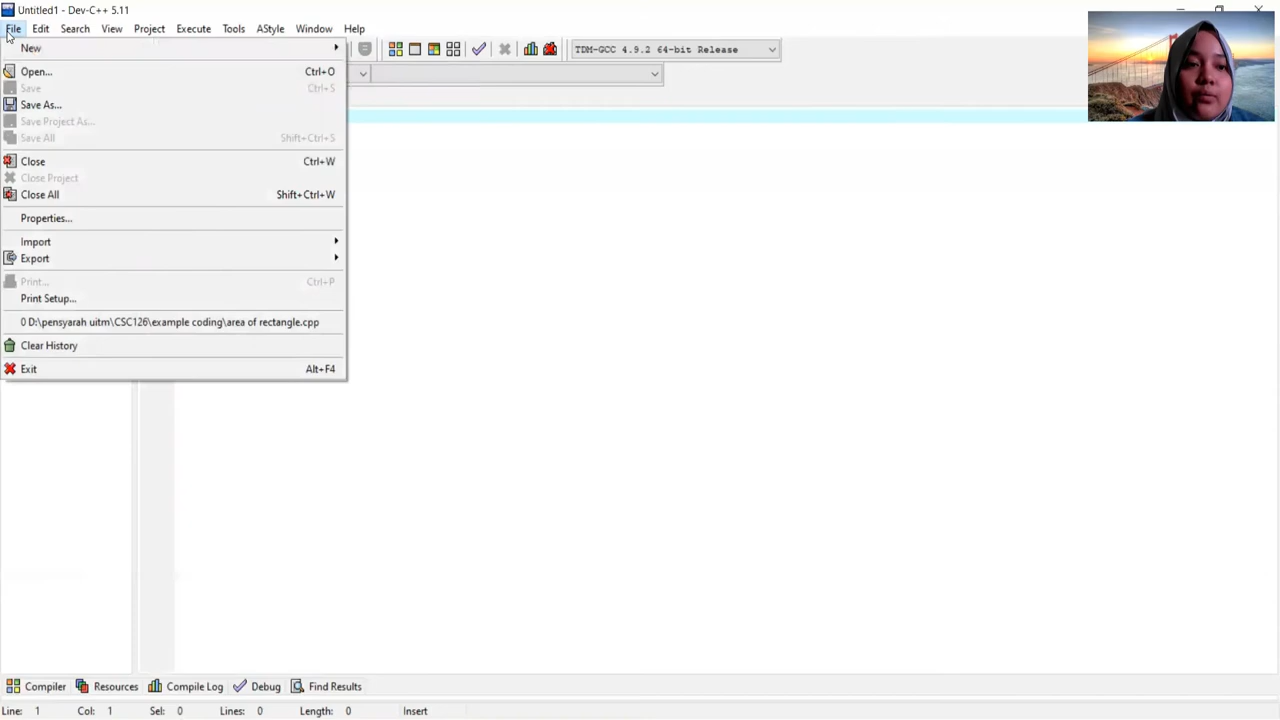 Untitled1 - Dev-C++ 5.11
File Edit Search View Project Execute Tools AStyle Window Help
New
TDM-GCC 4.9.2 64-bit Release
Open... Ctrl+O
Save Ctrl+S
Save As...
Save Project As...
Save All Shift+Ctrl+S
Close Ctrl+W
Close Project
Close All Shift+Ctrl+W
Properties...
Import
Export
Print... Ctrl+P
Print Setup...
0 D:\pensyarah uitm\CSC126\example coding\area of rectangle.cpp
Clear History
Exit Alt+F4
Compiler Resources Compile Log Debug Find Results
Line: 1 Col: 1 Sel: 0 Lines: 0 Length: 0 Insert